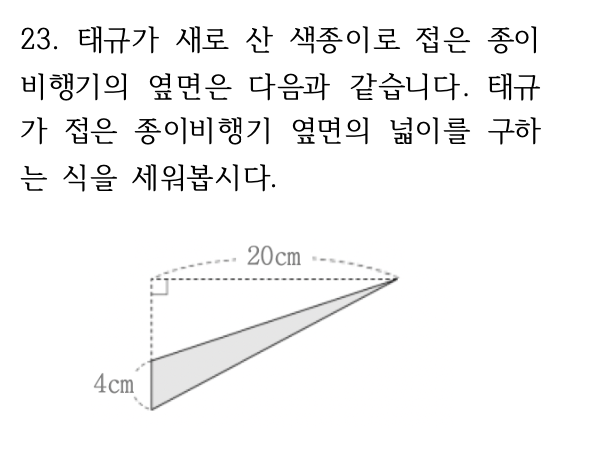 23. 태규가 새로 산 색종이로 접은 종이
비행기의 옆면은 다음과 같습니다. 태규
가 접은 종이비행기 옆면의 넓이를 구하
는 식을 세워봅시다.
20cm
4cm